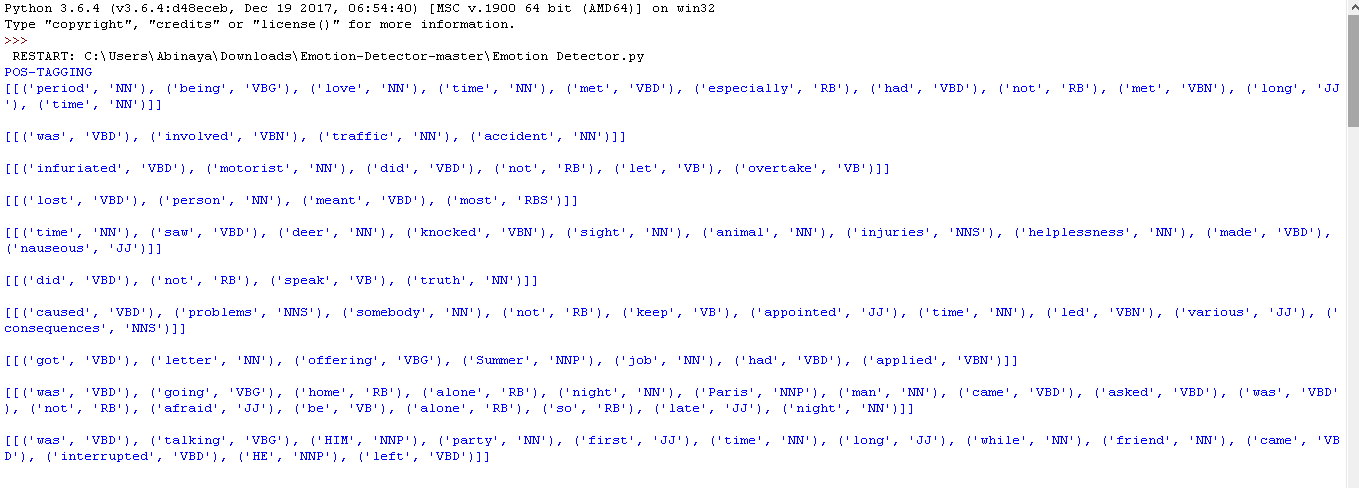 Python 3.6.4 (v3.6.4:d48eceb, Dec 19 2017, 06:54:40) [MSC v.1900 64 bit (AMD64)] on win32
Type "copyright", "credits" or "license()" for more information.
>>>
 RESTART: C:\Users\Abinaya\Downloads\Emotion-Detector-master\Emotion Detector.py
POS-TAGGING
[[('period', 'NN'), ('being', 'VBG'), ('love', 'NN'), ('time', 'NN'), ('met', 'VBD'), ('especially', 'RB'), ('had', 'VBD'), ('not', 'RB'), ('met', 'VBN'), ('long', 'JJ
'), ('time', 'NN')]]
[[('was', 'VBD'), ('involved', 'VBN'), ('traffic', 'NN'), ('accident', 'NN')]]
[[('infuriated', 'VBD'), ('motorist', 'NN'), ('did', 'VBD'), ('not', 'RB'), ('let', 'VB'), ('overtake', 'VB')]]
[[('lost', 'VBD'), ('person', 'NN'), ('meant', 'VBD'), ('most', 'RBS')]]
[[('time', 'NN'), ('saw', 'VBD'), ('deer', 'NN'), ('knocked', 'VBN'), ('sight', 'NN'), ('animal', 'NN'), ('injuries', 'NNS'), ('helplessness', 'NN'), ('made', 'VBD'),
('nauseous', 'JJ')]]
[[('did', 'VBD'), ('not', 'RB'), ('speak', 'VB'), ('truth', 'NN')]]
[[('caused', 'VBD'), ('problems', 'NNS'), ('somebody', 'NN'), ('not', 'RB'), ('keep', 'VB'), ('appointed', 'JJ'), ('time', 'NN'), ('led', 'VBN'), ('various', 'JJ'), ('
consequences', 'NNS')]]
[[('got', 'VBD'), ('letter', 'NN'), ('offering', 'VBG'), ('Summer', 'NNP'), ('job', 'NN'), ('had', 'VBD'), ('applied', 'VBN')]]
[[('was', 'VBD'), ('going', 'VBG'), ('home', 'RB'), ('alone', 'RB'), ('night', 'NN'), ('Paris', 'NNP'), ('man', 'NN'), ('came', 'VBD'), ('asked', 'VBD'), ('was', 'VBD'
), ('not', 'RB'), ('afraid', 'JJ'), ('be', 'VB'), ('alone', 'RB'), ('so', 'RB'), ('late', 'JJ'), ('night', 'NN')]]
[[('was', 'VBD'), ('talking', 'VBG'), ('HIM', 'NNP'), ('party', 'NN'), ('first', 'JJ'), ('time', 'NN'), ('long', 'JJ'), ('while', 'NN'), ('friend', 'NN'), ('came', 'VB
D'), ('interrupted', 'VBD'), ('HE', 'NNP'), ('left', 'VBD')]]